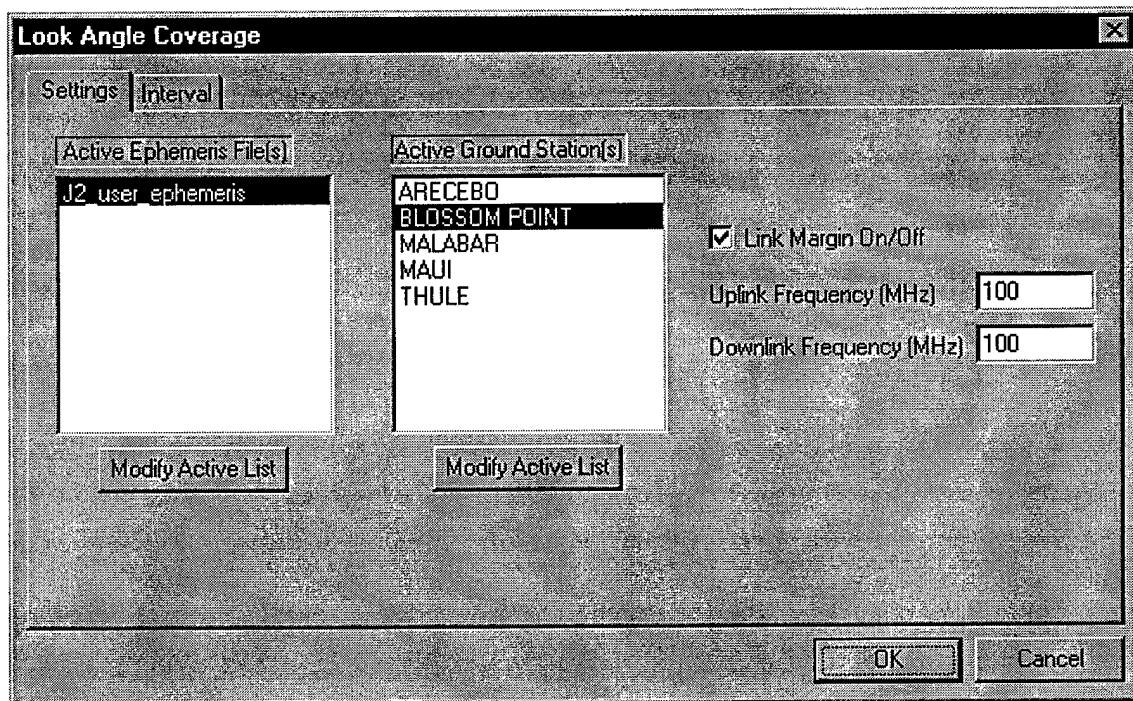 Look Angle Coverage
Settings
Interval
Active Ephemeris File(s)
Active Ground Station(s)
J2_user_ephemeris
ARECEBO
BLOSSOM POINT
MALABAR
MAUI
THULE
Link Margin On/Off
Uplink Frequency (MHz)
100
Downlink Frequency (MHz)
100
Modify Active List
Modify Active List
OK
Cancel